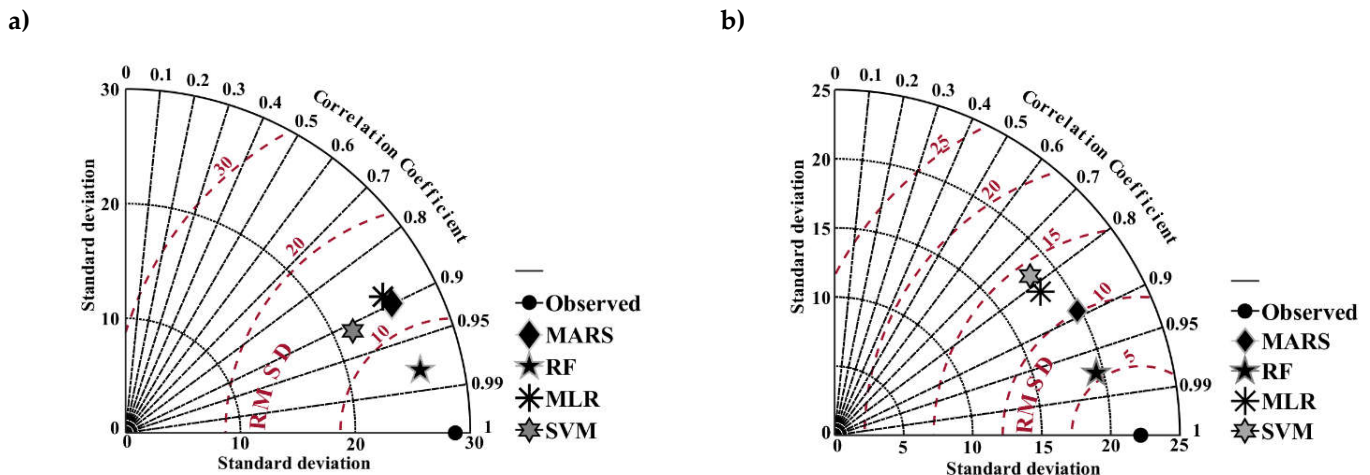 a)
0 0.1 0.2 0.3 0.4 0.5 0.6 0.7 0.8 0.9 0.95 0.99 1
Correlation Coefficient
30
20
10
0
Standard deviation
30
20
10
RMSD
0 10 20 30
Standard deviation
Observed
MARS
RF
MLR
SVM
b)
0 0.1 0.2 0.3 0.4 0.5 0.6 0.7 0.8 0.9 0.95 0.99 1
Correlation Coefficient
25
20
15
10
5
0
Standard deviation
25
20
15
10
5
RMSD
0 5 10 15 20 25
Standard deviation
Observed
MARS
RF
MLR
SVM